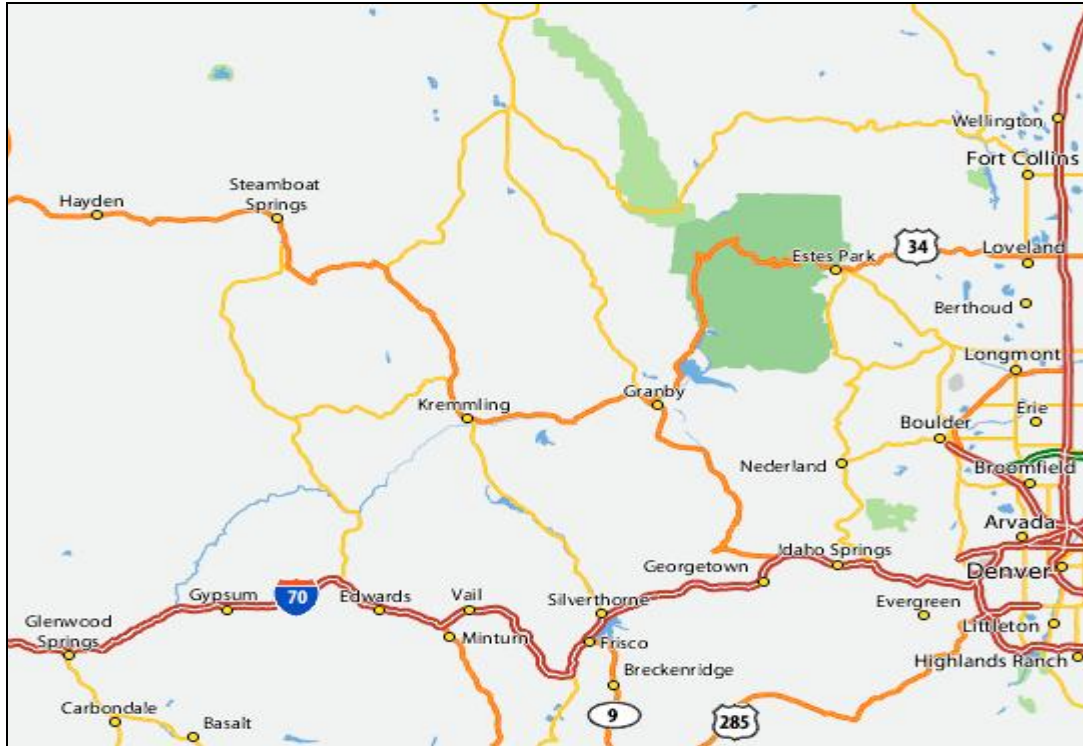 Wellington
Fort Collins
Steamboat
Springs
Hayden
34
Loveland
Estes Park
Berthoud
Longmont
Granby
Kremmling
Erie
Boulder
Nederland
Broomfield
Arvada
Idaho Springs
Georgetown
Denver
70
Gypsum
Edwards
Vail
Silverthorne
Evergreen
Glenwood
Springs
Littleton
Minturn
Frisco
Highlands Ranch
Breckenridge
Carbondale
Basalt
9
285